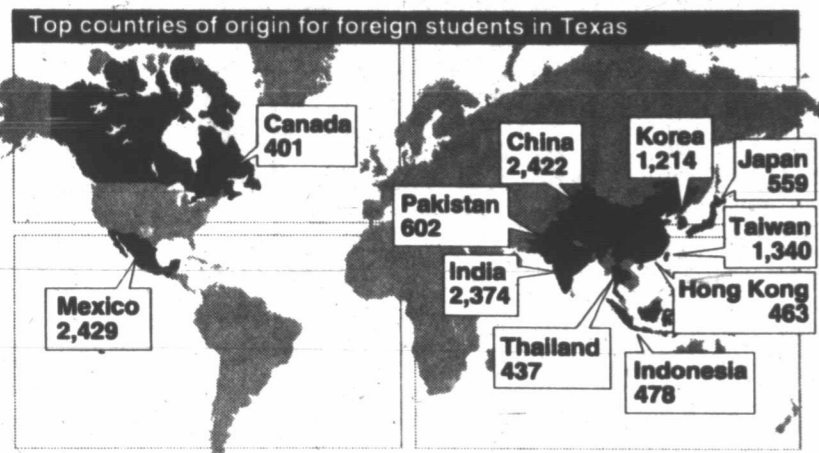 Top countries of origin for foreign students in Texas
Canada
401
China
2,422
Korea
1,214
Japan
559
Pakistan
602
Taiwan
1,340
India
2,374
Hong Kong
463
Mexico
2,429
Thailand
437
Indonesia
478